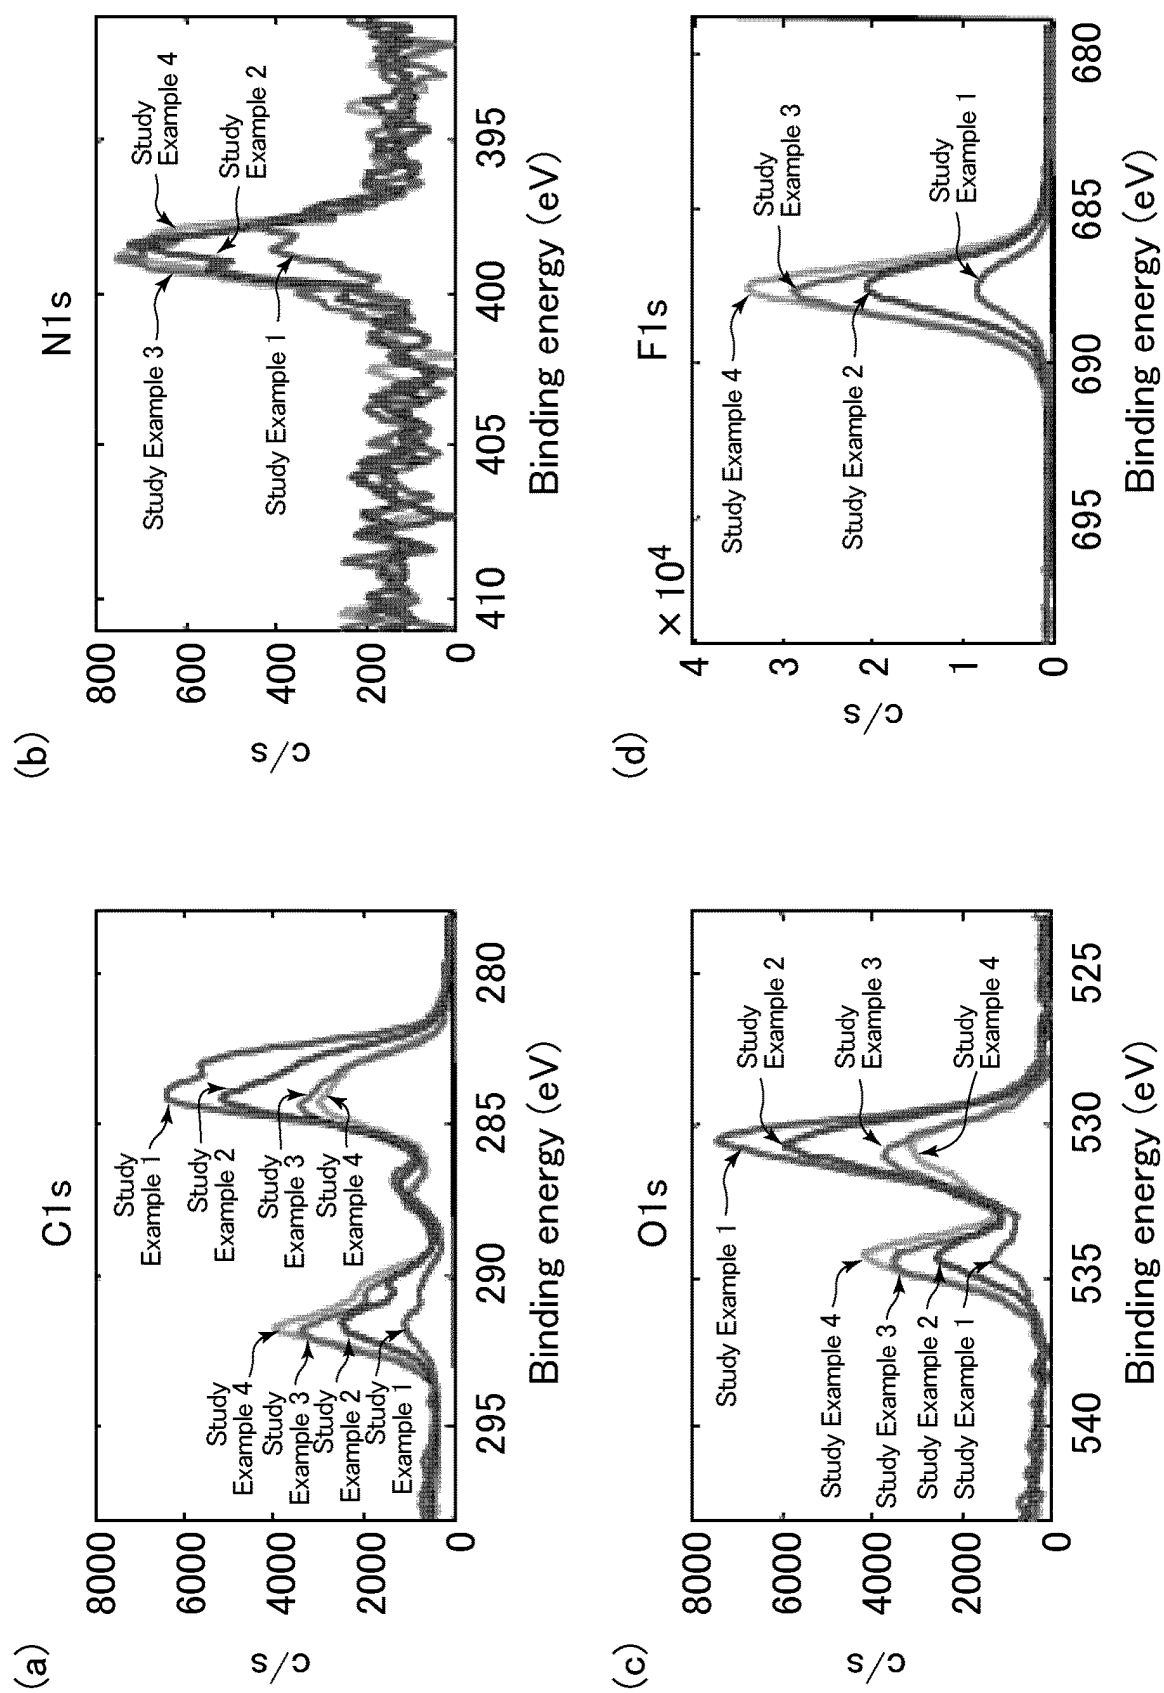 (a)
C1s
c/s
8000
6000
4000
2000
0
295
290
285
280
Binding energy (eV)
Study
Example 4
Study
Example 3
Study
Example 2
Study
Example 1
Study
Example 1
Study
Example 2
Study
Example 3
Study
Example 4
(b)
N1s
c/s
800
600
400
200
0
410
405
400
395
Binding energy (eV)
Study Example 3
Study Example 1
Study
Example 4
Study
Example 2
(c)
O1s
c/s
8000
6000
4000
2000
0
540
535
530
525
Binding energy (eV)
Study Example 1
Study Example 4
Study Example 3
Study Example 2
Study Example 1
Study
Example 2
Study
Example 3
Study
Example 4
(d)
F1s
× 10⁴
c/s
4
3
2
1
0
695
690
685
680
Binding energy (eV)
Study Example 4
Study Example 2
Study
Example 3
Study
Example 1